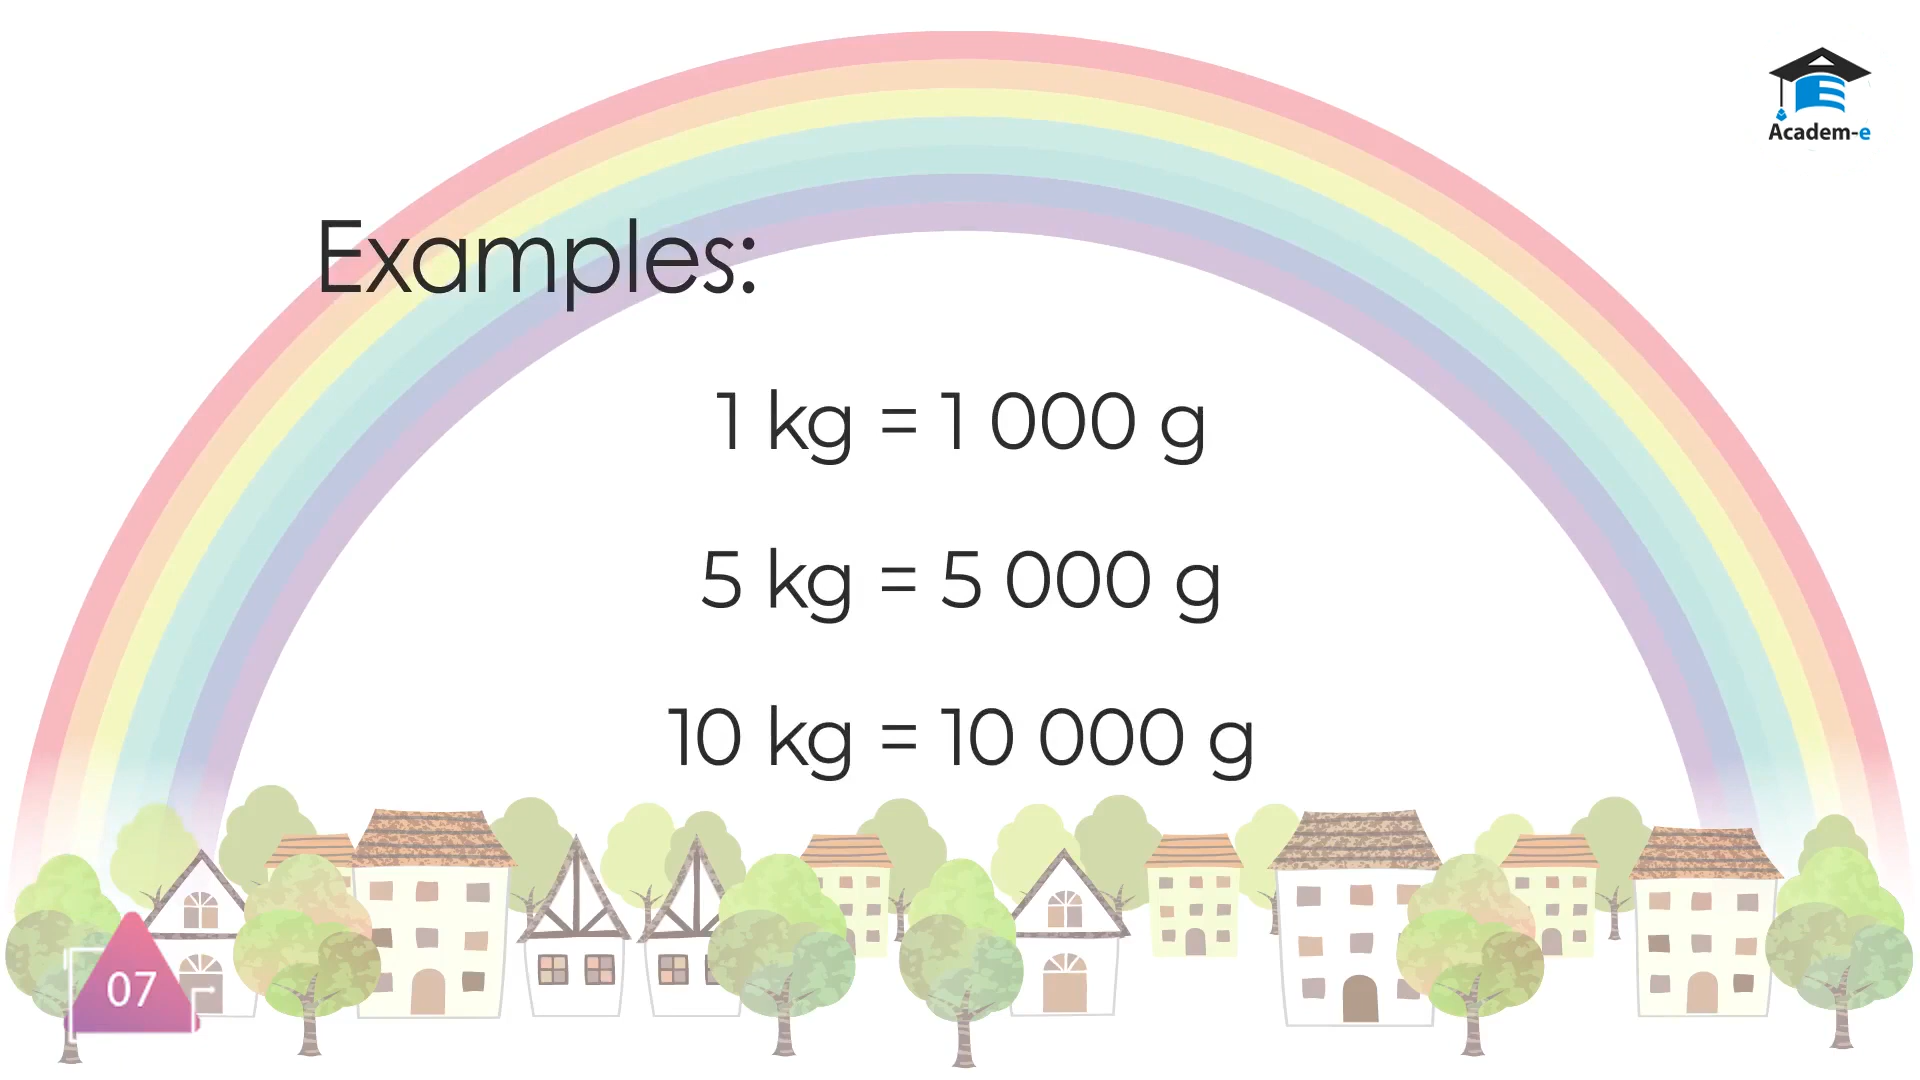 Academ-e
Examples:
1 kg = 1 000 g
5 kg = 5 000 g
10 kg = 10 000 g
07